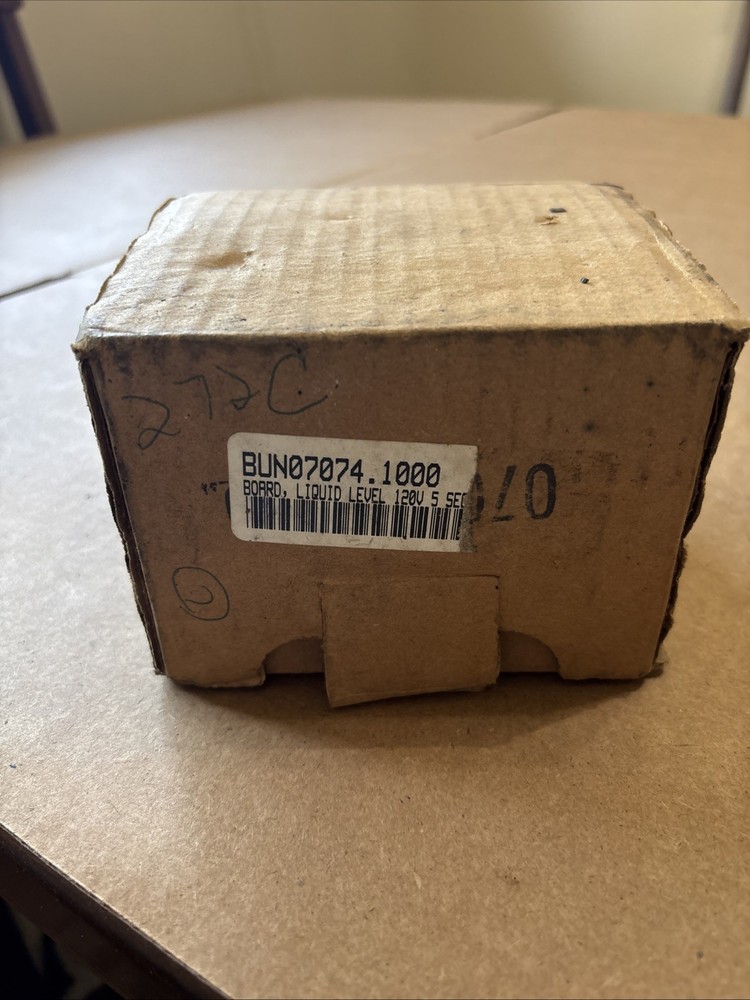 272C
BUN07074.1000
BOARD, LIQUID LEVEL 120V 5 SEC